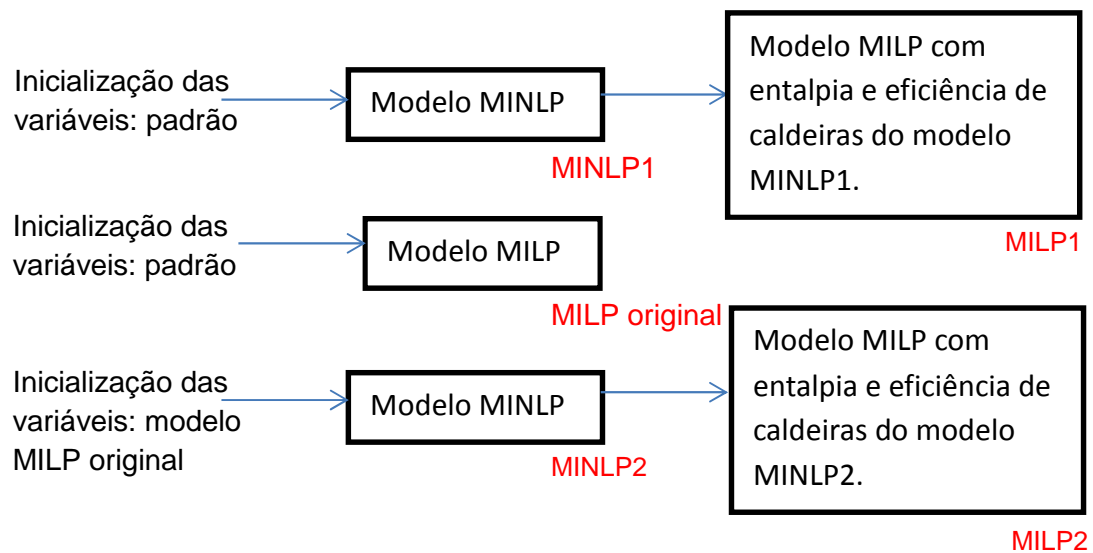 Inicialização das
variáveis: padrão
Modelo MINLP
MINLP1
Modelo MILP com
entalpia e eficiência de
caldeiras do modelo
MINLP1.
MILP1
Inicialização das
variáveis: padrão
Modelo MILP
MILP original
Inicialização das
variáveis: modelo
MILP original
Modelo MINLP
MINLP2
Modelo MILP com
entalpia e eficiência de
caldeiras do modelo
MINLP2.
MILP2